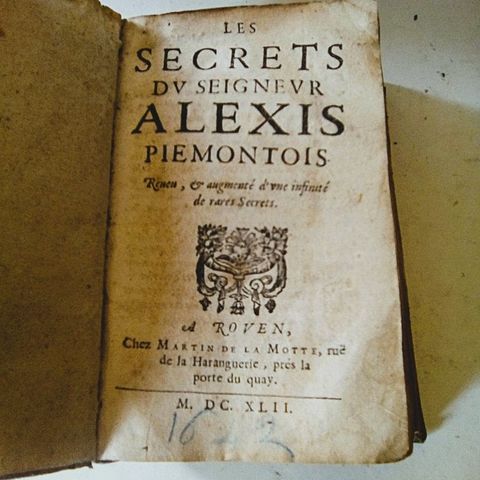 LES
SECRETS
DV SEIGNEVR
ALEXIS
PIEMONTOIS
Reueu, & augmenté d'vne infinité
de rares Secrets.
A ROVEN,
Chez MARTIN DE LA MOTTE, ruë
de la Haranguerie, pres la
porte du quay.
M. DC. XLII.